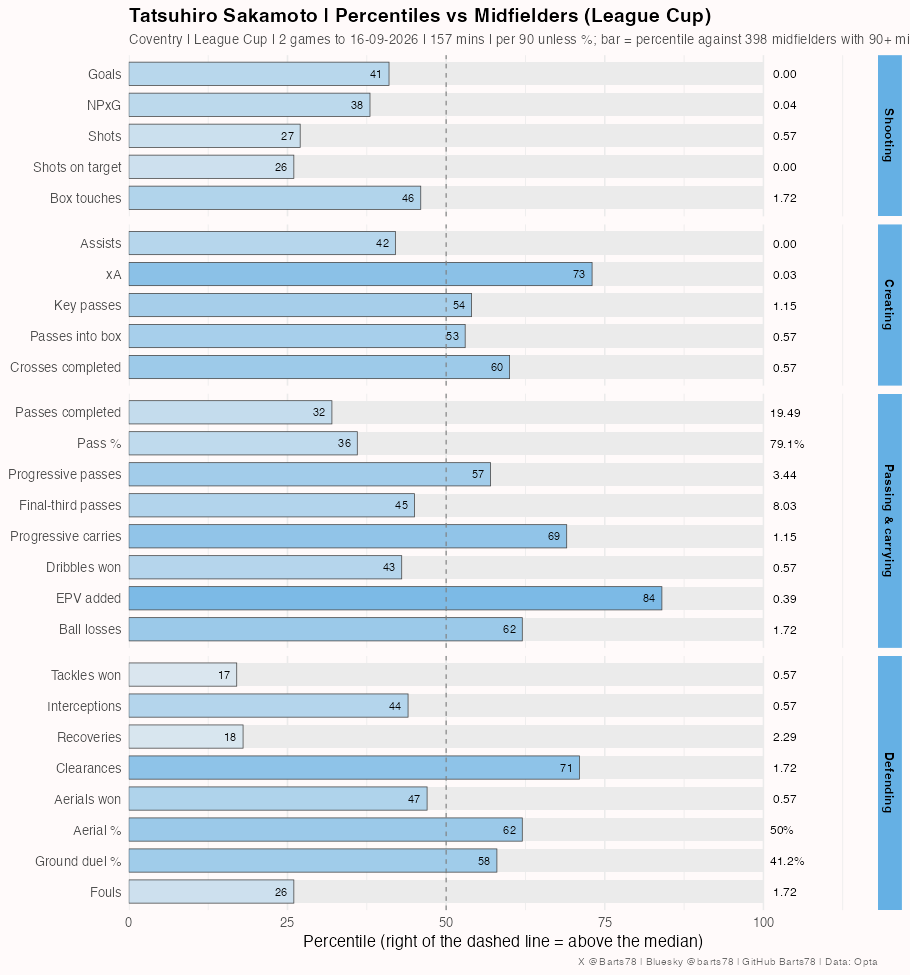 Tatsuhiro Sakamoto | Percentiles vs Midfielders (League Cup)
Coventry | League Cup | 2 games to 16-09-2026 | 157 mins | per 90 unless %; bar = percentile against 398 midfielders with 90+ mi
Goals 41 0.00
NPxG 38 0.04
Shots 27 0.57
Shots on target 26 0.00
Box touches 46 1.72
Shooting
Assists 42 0.00
xA 73 0.03
Key passes 54 1.15
Passes into box 53 0.57
Crosses completed 60 0.57
Creating
Passes completed 32 19.49
Pass % 36 79.1%
Progressive passes 57 3.44
Final-third passes 45 8.03
Progressive carries 69 1.15
Dribbles won 43 0.57
EPV added 84 0.39
Ball losses 62 1.72
Passing & carrying
Tackles won 17 0.57
Interceptions 44 0.57
Recoveries 18 2.29
Clearances 71 1.72
Aerials won 47 0.57
Aerial % 62 50%
Ground duel % 58 41.2%
Fouls 26 1.72
Defending
0 25 50 75 100
Percentile (right of the dashed line = above the median)
X @Barts78 | Bluesky @barts78 | GitHub Barts78 | Data: Opta